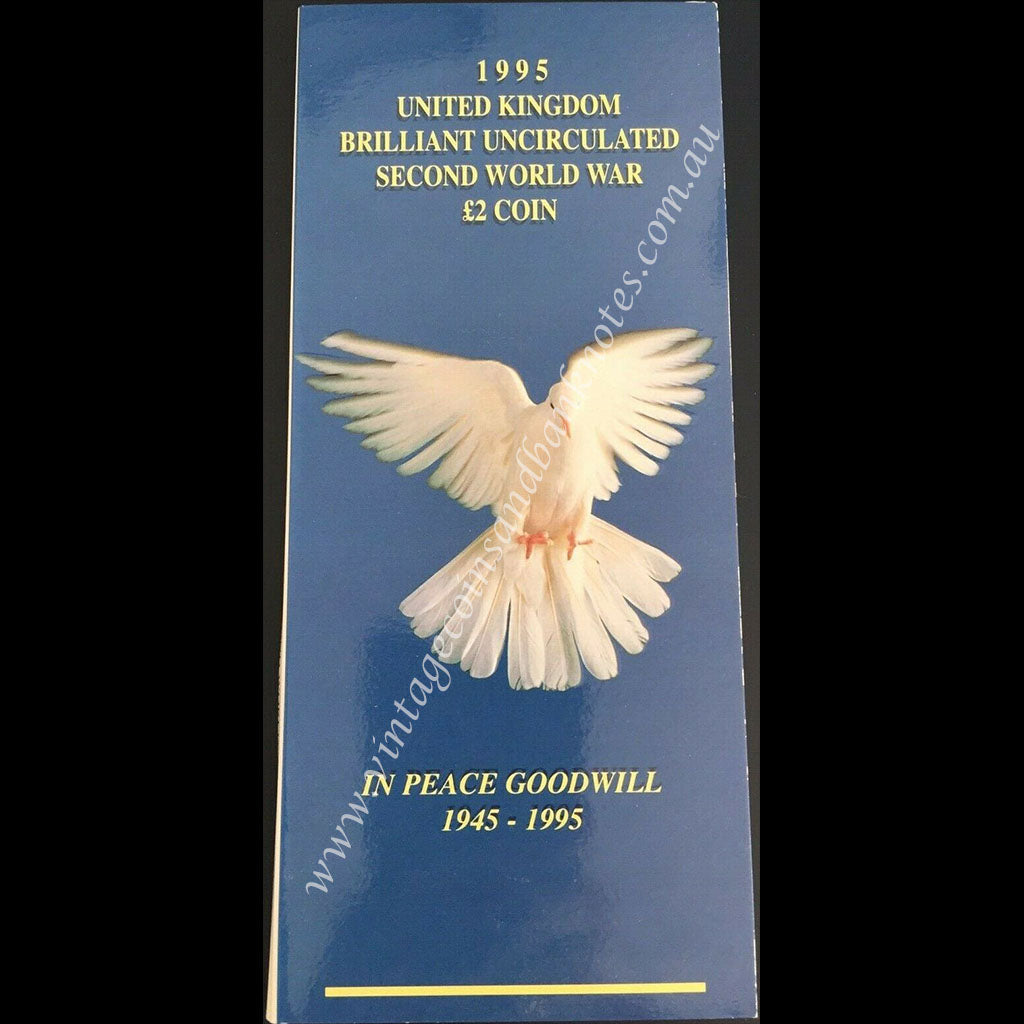 1995
UNITED KINGDOM
BRILLIANT UNCIRCULATED
SECOND WORLD WAR
£2 COIN
www.vintagecoinsandbanknotes.com.au
IN PEACE GOODWILL
1945 - 1995